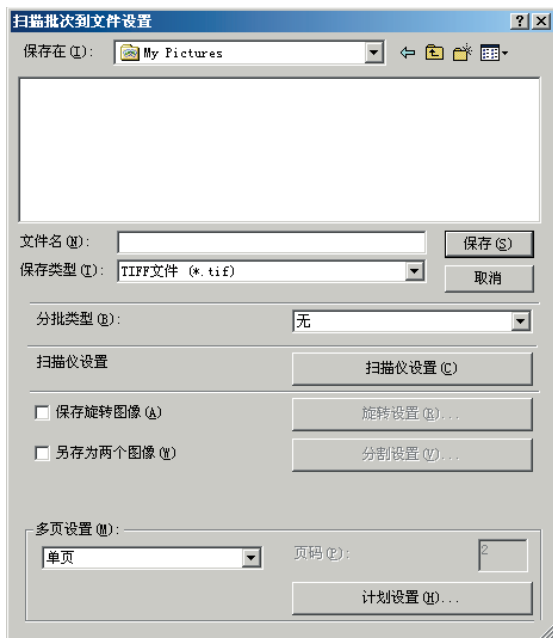 扫描批次到文件设置
保存在(I): My Pictures
文件名(N): 保存(S)
保存类型(T): TIFF文件 (*.tif) 取消
分批类型(B): 无
扫描仪设置 扫描仪设置(C)
保存旋转图像(A) 旋转设置(R)...
另存为两个图像(W) 分割设置(V)...
多页设置(M):
单页 页码(P): 2
计划设置(H)...